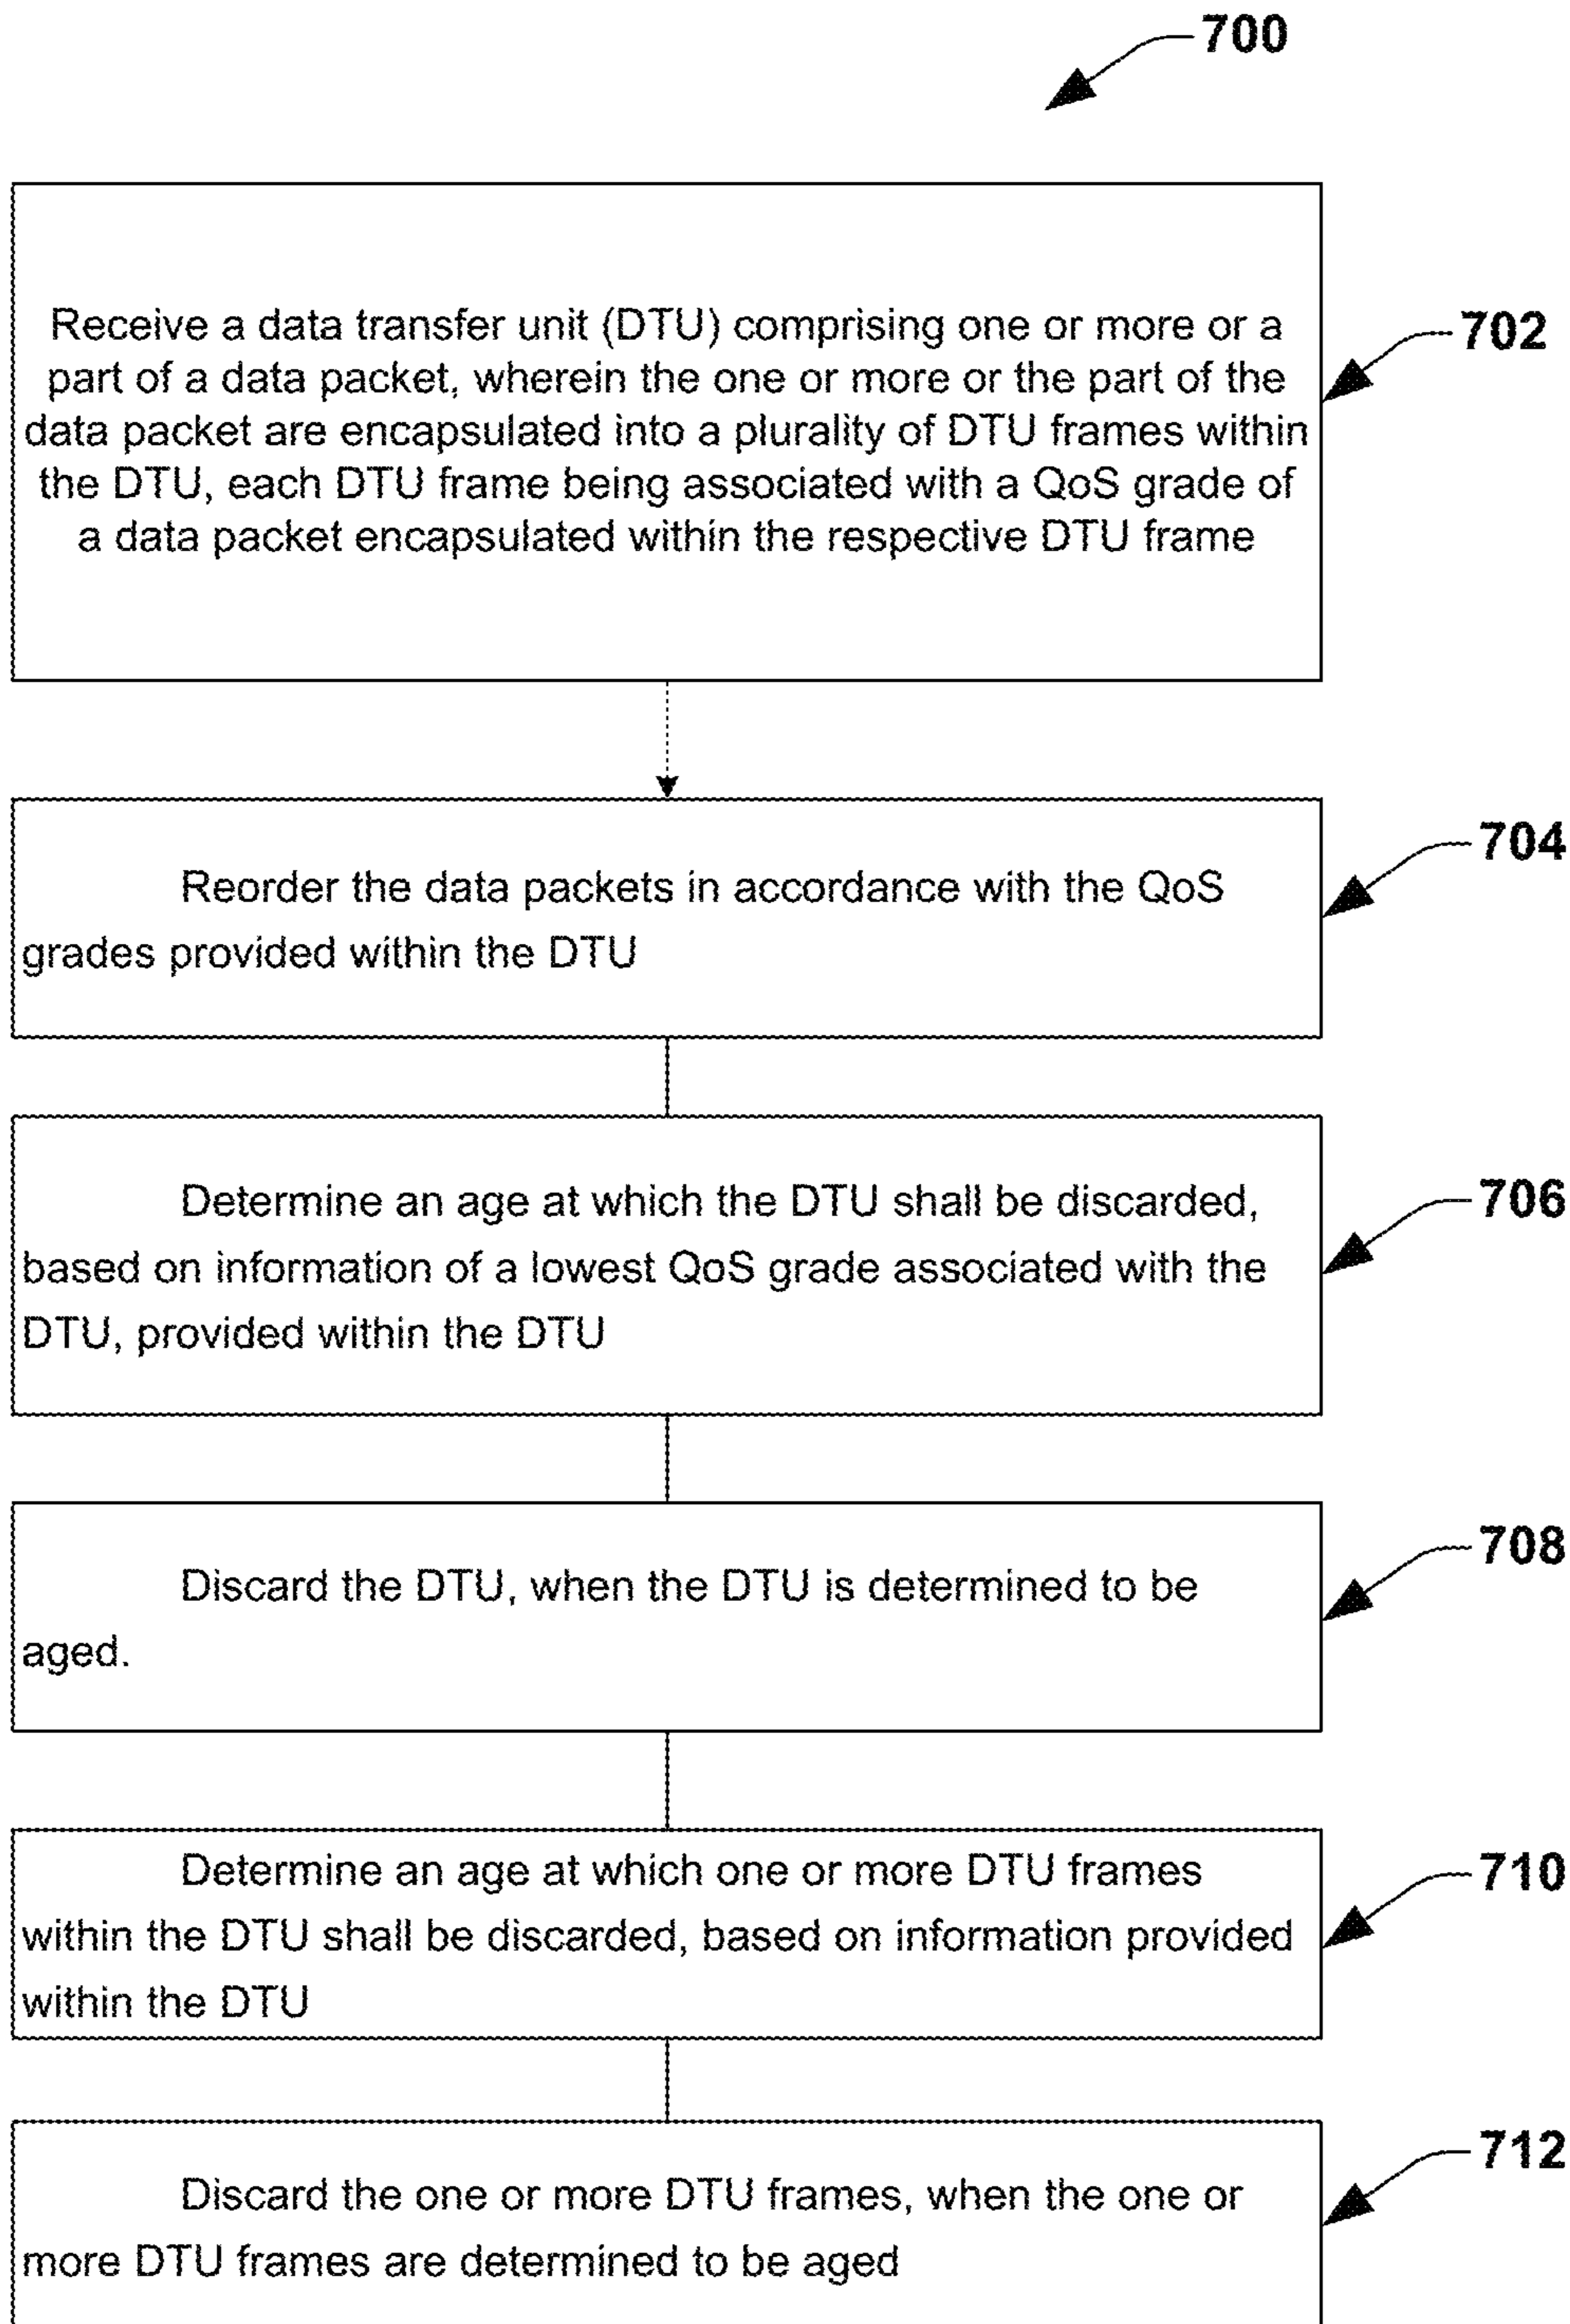 700
Receive a data transfer unit (DTU) comprising one or more or a
part of a data packet, wherein the one or more or the part of the
data packet are encapsulated into a plurality of DTU frames within
the DTU, each DTU frame being associated with a QoS grade of
a data packet encapsulated within the respective DTU frame
702
Reorder the data packets in accordance with the QoS
grades provided within the DTU
704
Determine an age at which the DTU shall be discarded,
based on information of a lowest QoS grade associated with the
DTU, provided within the DTU
706
Discard the DTU, when the DTU is determined to be
aged.
708
Determine an age at which one or more DTU frames
within the DTU shall be discarded, based on information provided
within the DTU
710
Discard the one or more DTU frames, when the one or
more DTU frames are determined to be aged
712